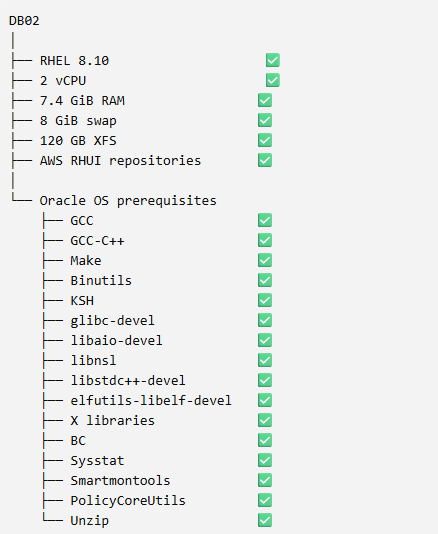 DB02
│
├── RHEL 8.10 ✅
├── 2 vCPU ✅
├── 7.4 GiB RAM ✅
├── 8 GiB swap ✅
├── 120 GB XFS ✅
├── AWS RHUI repositories ✅
│
└── Oracle OS prerequisites
    ├── GCC ✅
    ├── GCC-C++ ✅
    ├── Make ✅
    ├── Binutils ✅
    ├── KSH ✅
    ├── glibc-devel ✅
    ├── libaio-devel ✅
    ├── libnsl ✅
    ├── libstdc++-devel ✅
    ├── elfutils-libelf-devel ✅
    ├── X libraries ✅
    ├── BC ✅
    ├── Sysstat ✅
    ├── Smartmontools ✅
    ├── PolicyCoreUtils ✅
    └── Unzip ✅